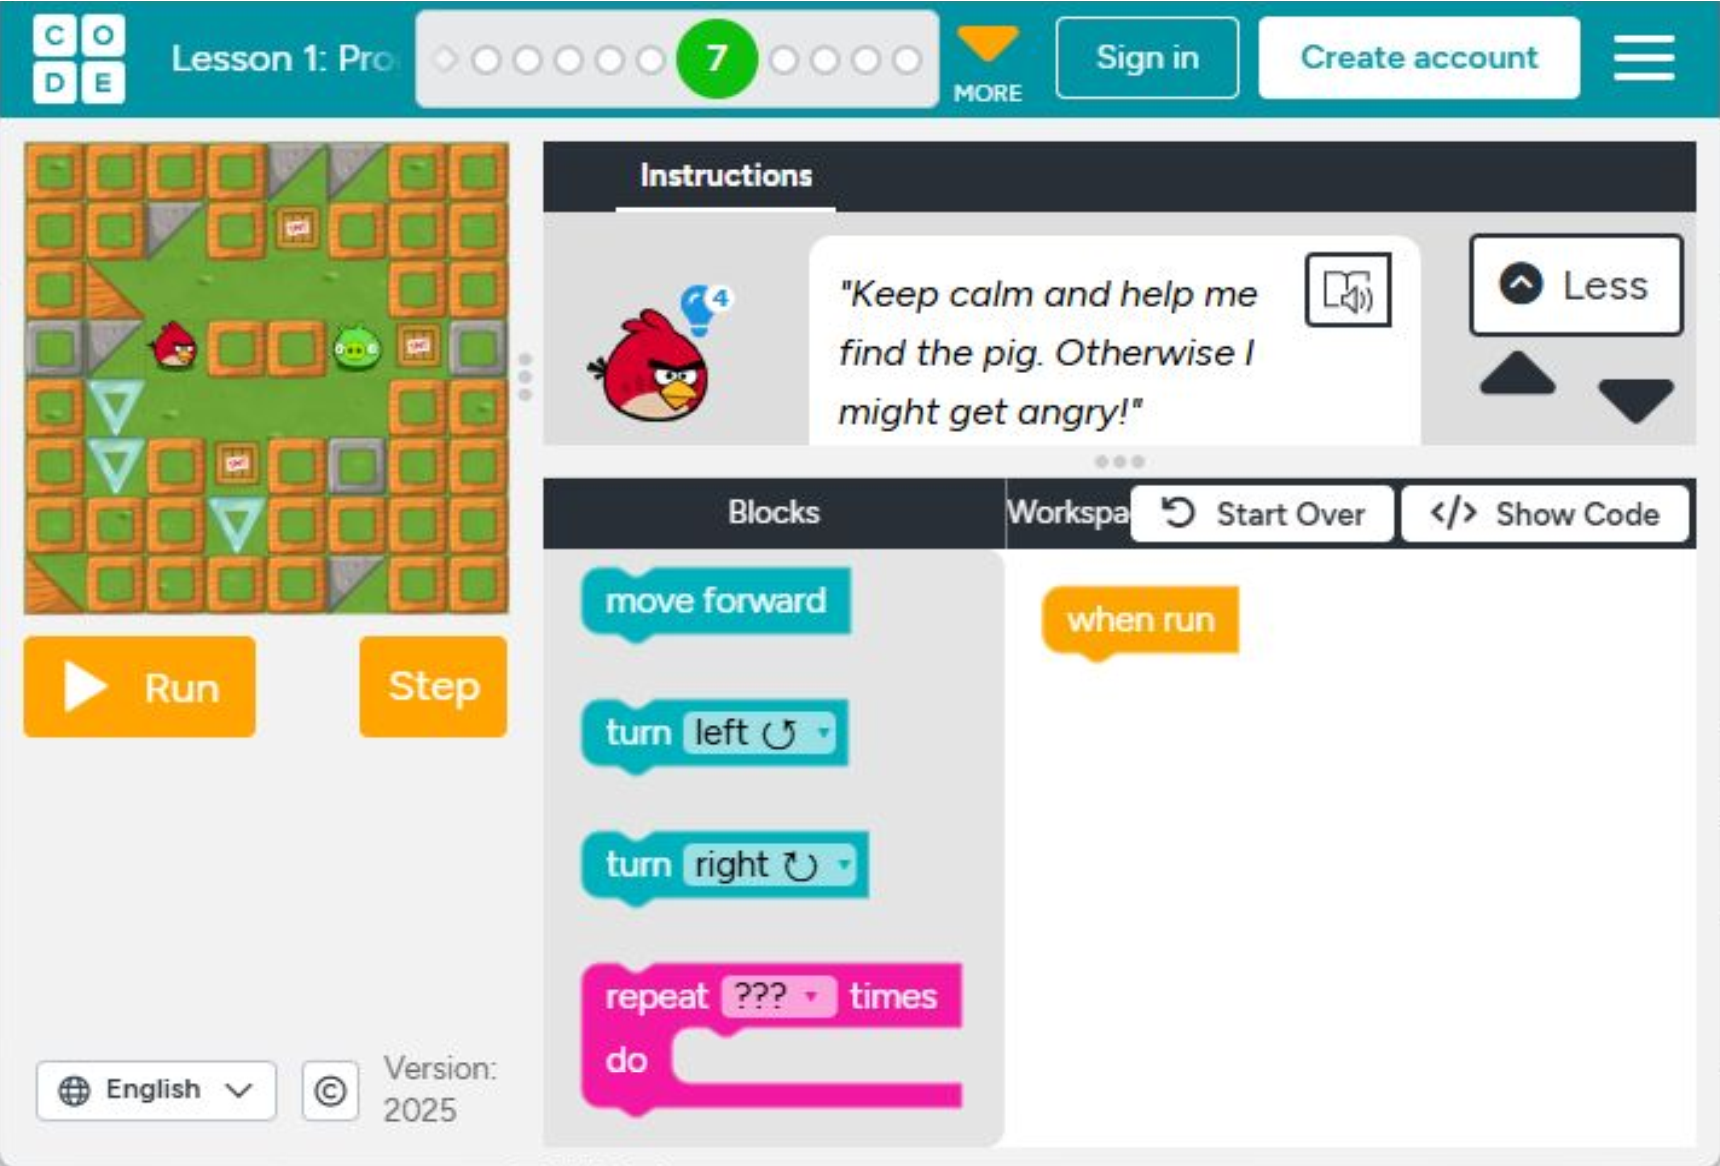 C O
D E
Lesson 1: Pro
7
MORE
Sign in
Create account
Instructions
4
"Keep calm and help me
find the pig. Otherwise I
might get angry!"
Less
Blocks
Workspa
Start Over
</> Show Code
move forward
turn left
turn right
repeat ??? times
do
when run
Run
Step
English
©
Version:
2025